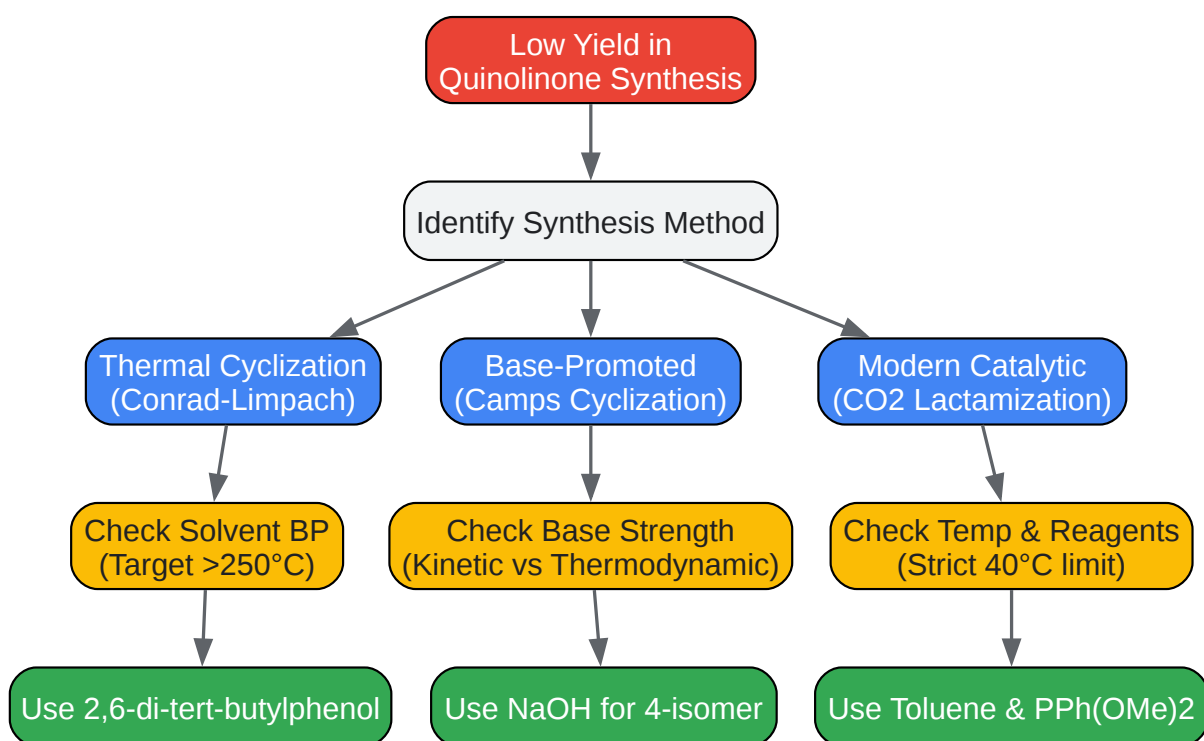 Low Yield in
Quinolinone Synthesis
Identify Synthesis Method
Thermal Cyclization
(Conrad-Limpach)
Base-Promoted
(Camps Cyclization)
Modern Catalytic
(CO2 Lactamization)
Check Solvent BP
(Target >250°C)
Check Base Strength
(Kinetic vs Thermodynamic)
Check Temp & Reagents
(Strict 40°C limit)
Use 2,6-di-tert-butylphenol
Use NaOH for 4-isomer
Use Toluene & PPh(OMe)2